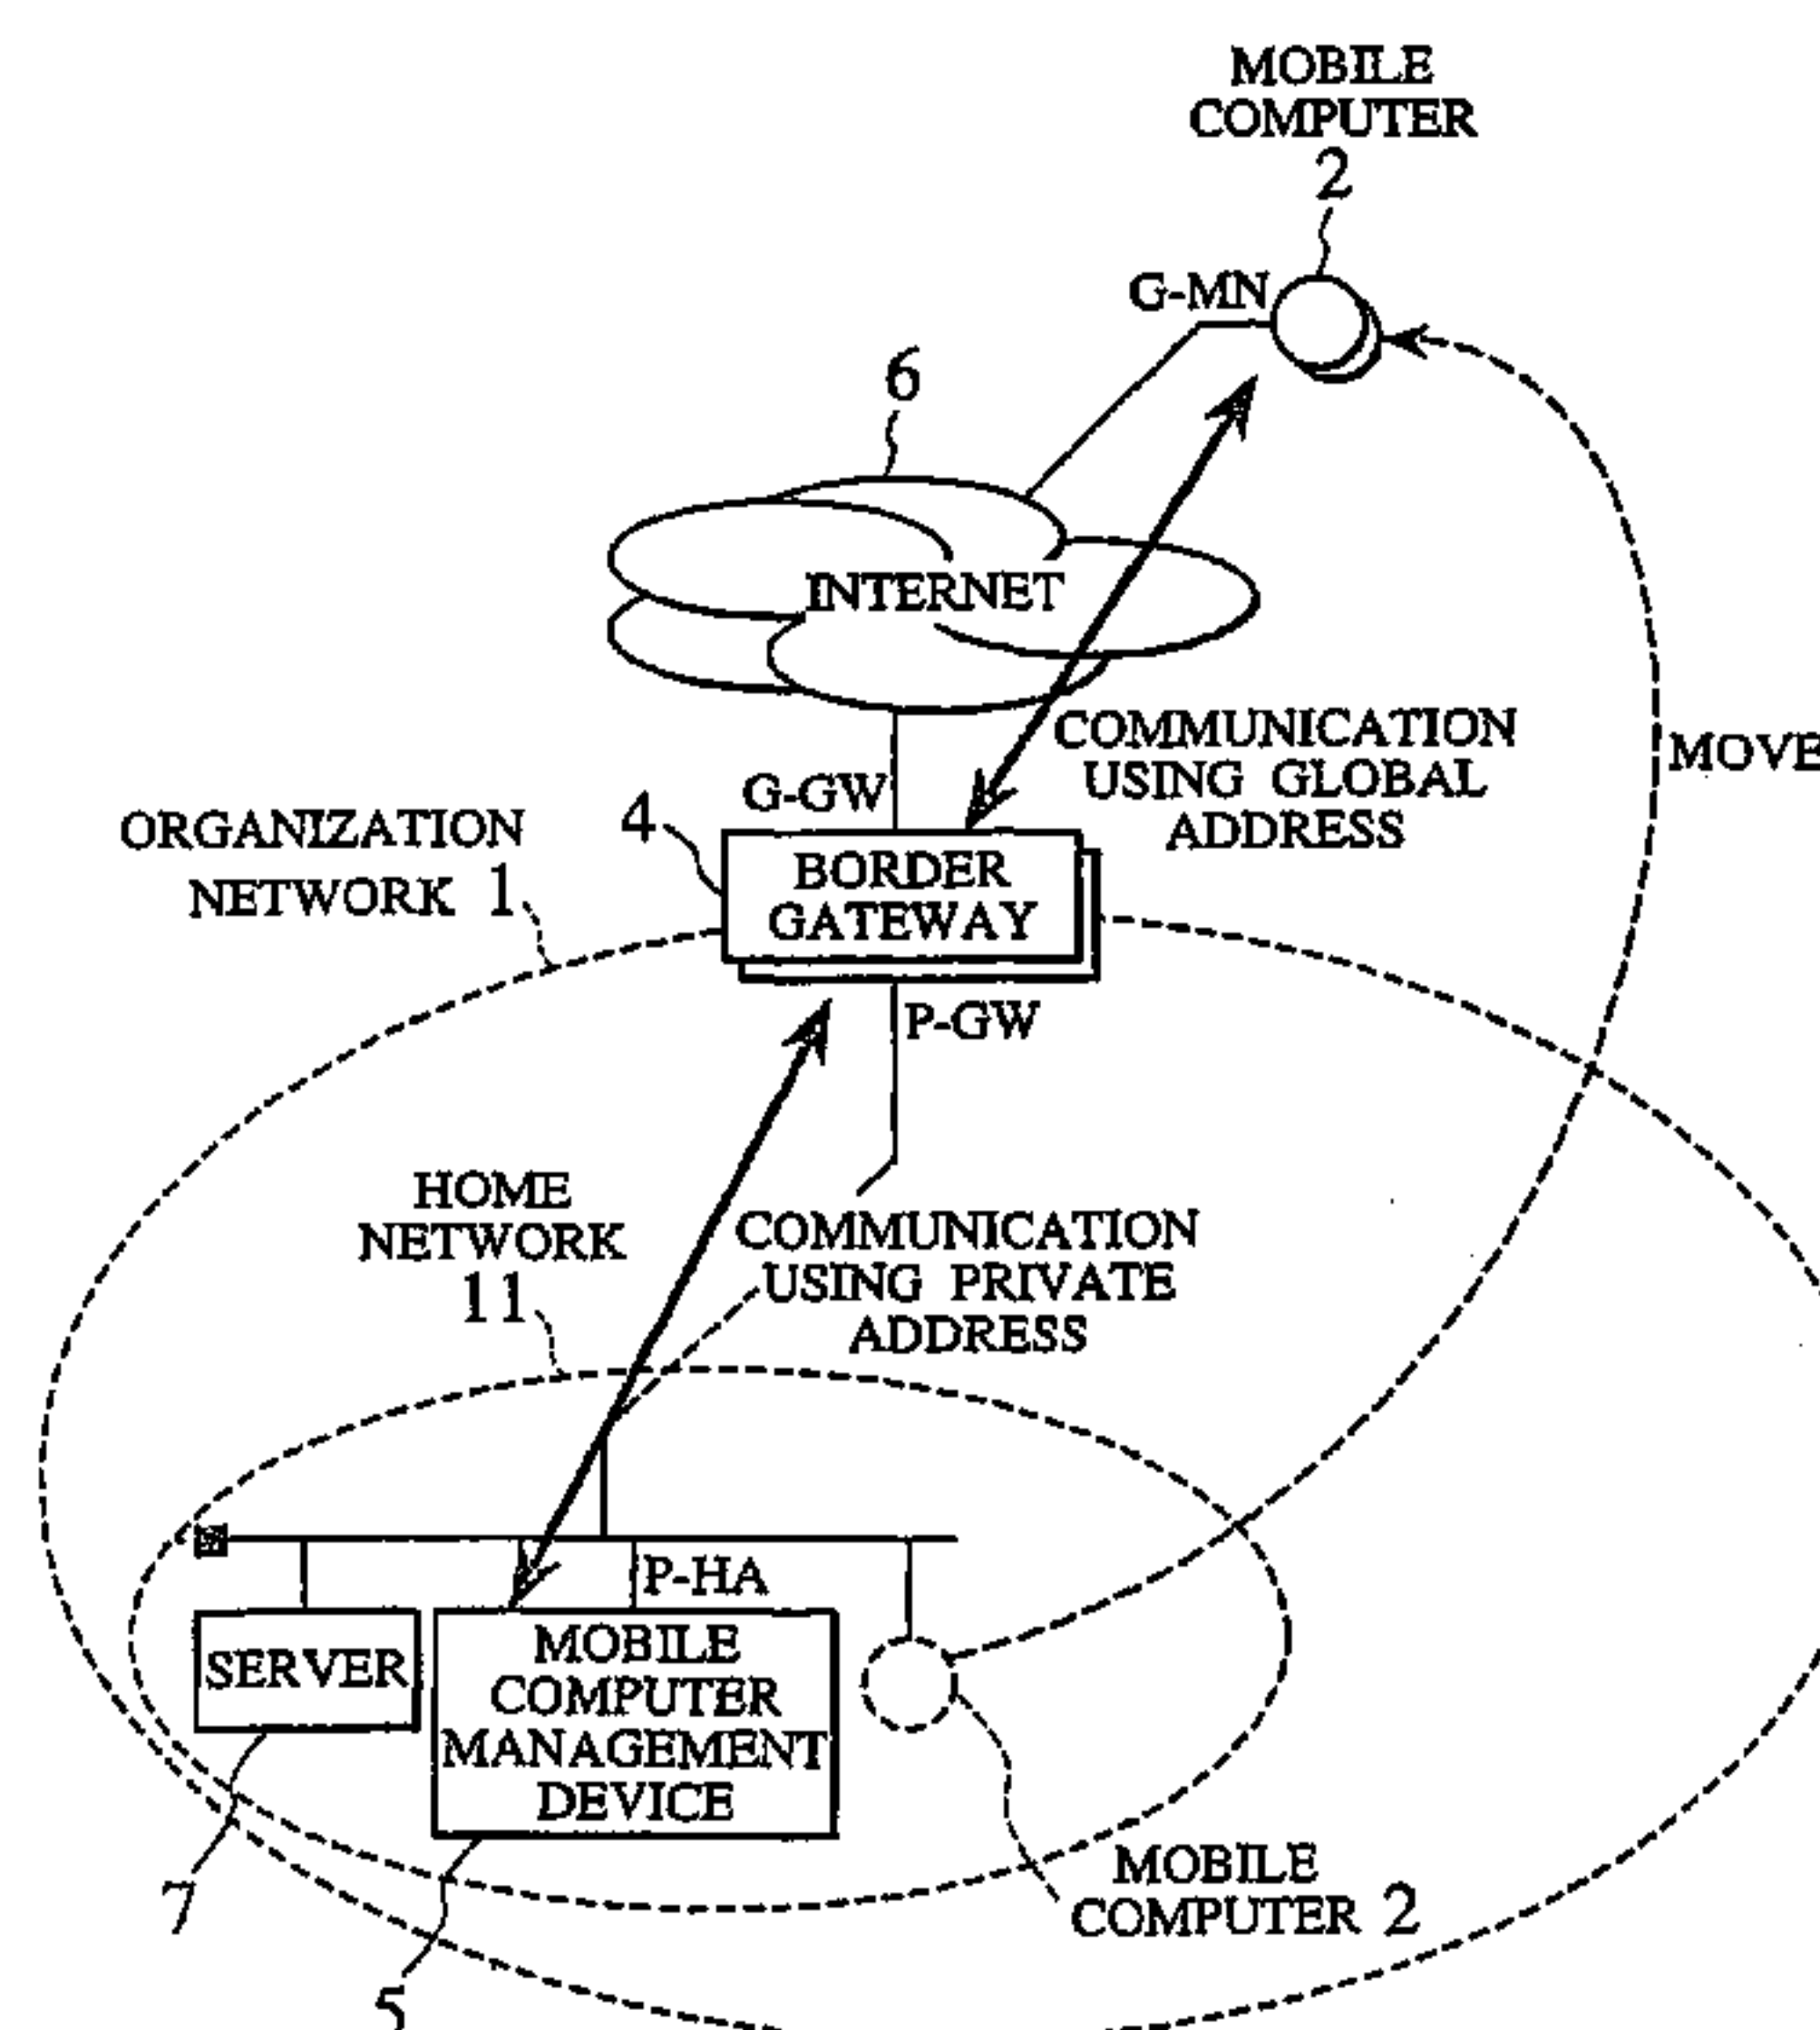 MOBILE
COMPUTER
2
G-MN
6
INTERNET
COMMUNICATION
USING GLOBAL
ADDRESS
MOVE
G-GW
4
ORGANIZATION
NETWORK 1
BORDER
GATEWAY
P-GW
HOME
NETWORK
11
COMMUNICATION
USING PRIVATE
ADDRESS
P-HA
SERVER
MOBILE
COMPUTER
MANAGEMENT
DEVICE
7
5
MOBILE
COMPUTER 2